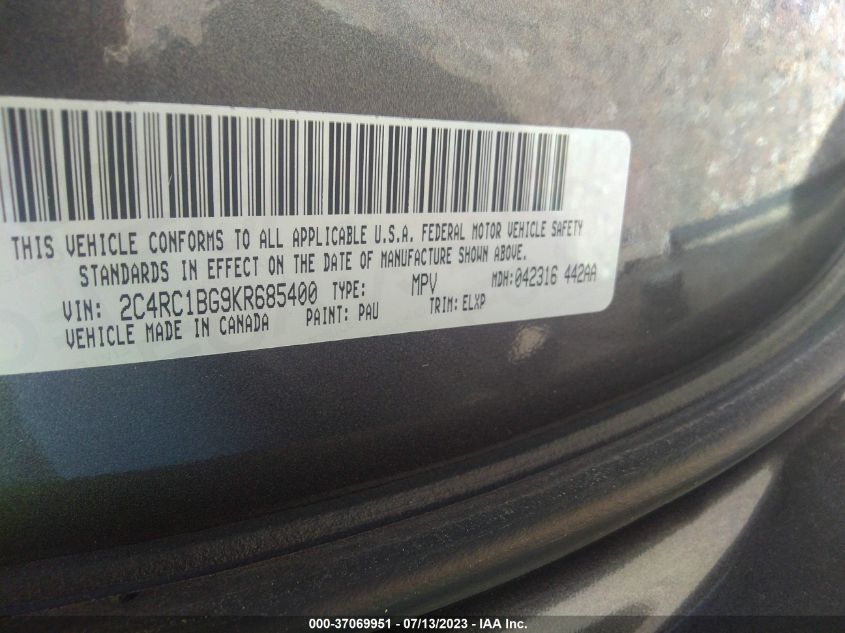 THIS VEHICLE CONFORMS TO ALL APPLICABLE U.S.A. FEDERAL MOTOR VEHICLE SAFETY
STANDARDS IN EFFECT ON THE DATE OF MANUFACTURE SHOWN ABOVE.
VIN: 2C4RC1BG9KR685400 TYPE: MPV MDH: 042316 442AA
VEHICLE MADE IN CANADA PAINT: PAU TRIM: ELXP
000-37069951 - 07/13/2023 - IAA Inc.